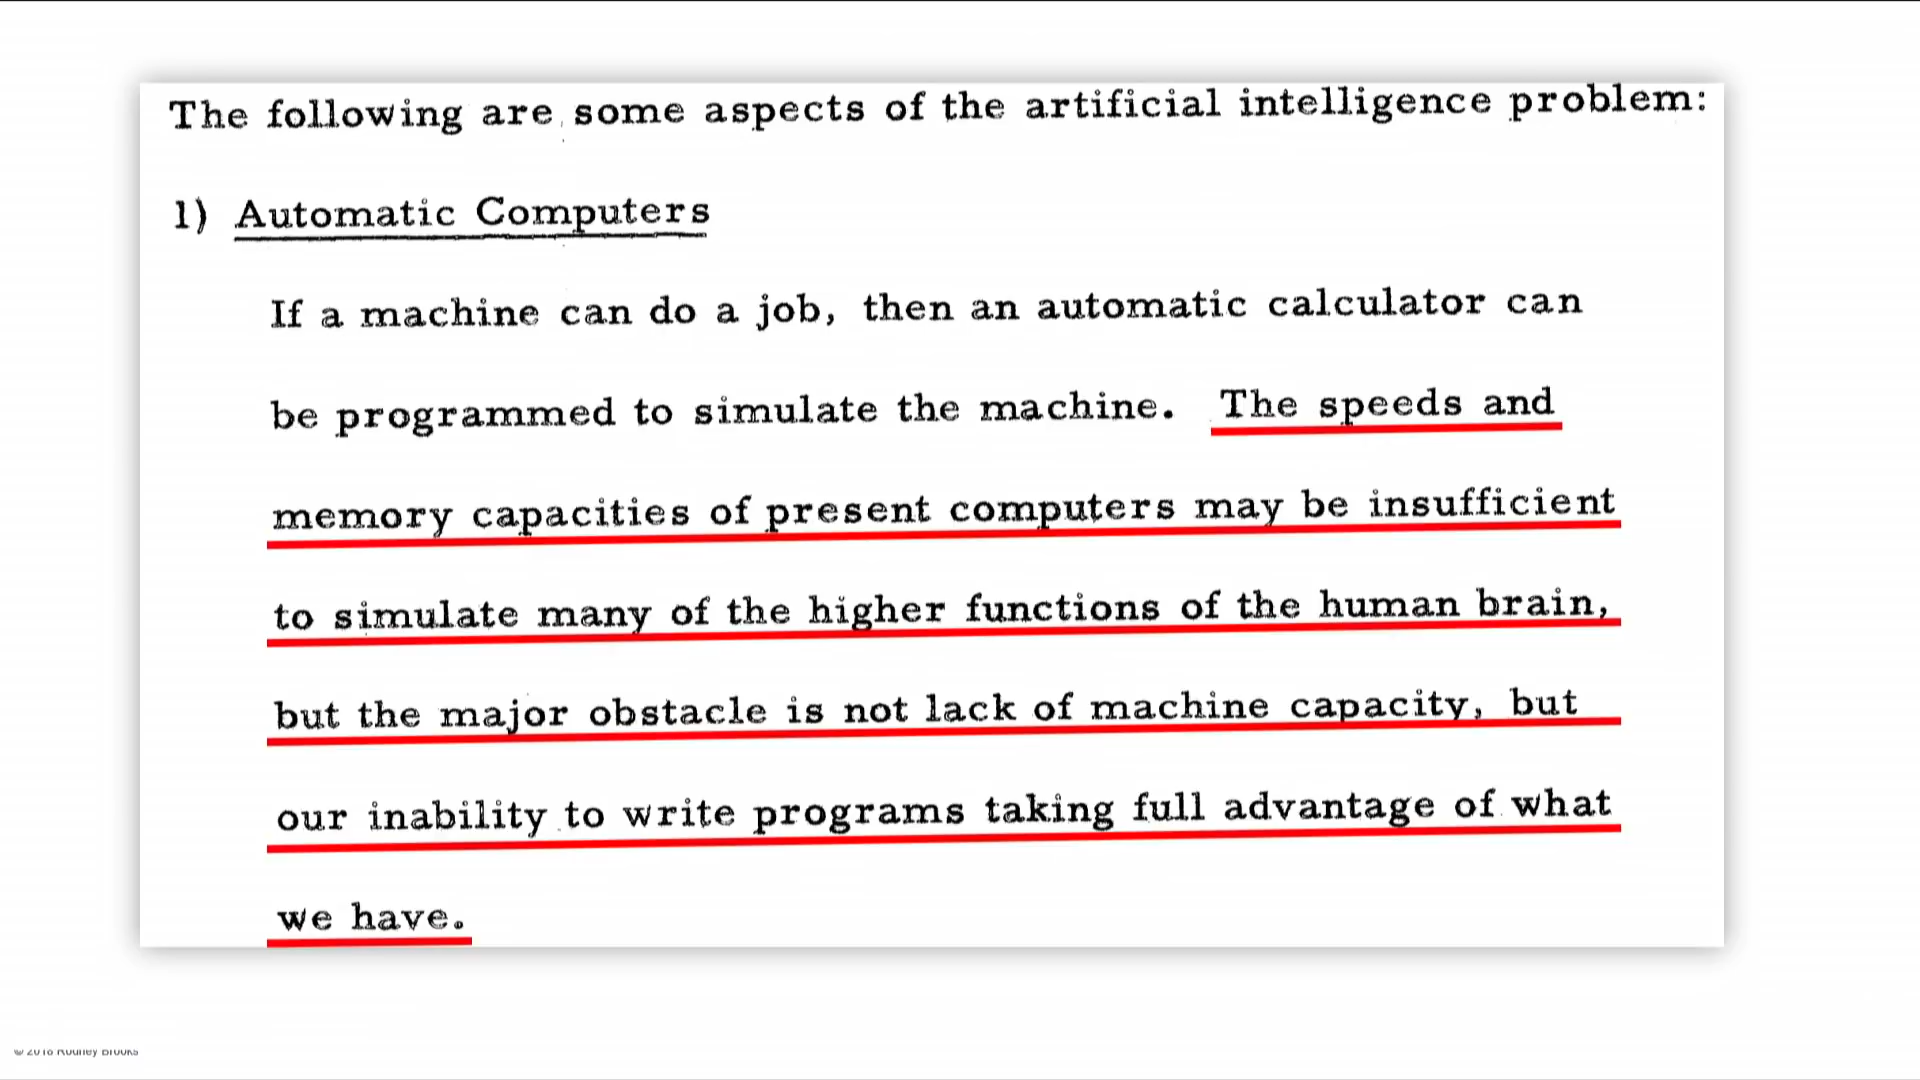 The following are some aspects of the artificial intelligence problem:
1) Automatic Computers
If a machine can do a job, then an automatic calculator can
be programmed to simulate the machine. The speeds and
memory capacities of present computers may be insufficient
to simulate many of the higher functions of the human brain,
but the major obstacle is not lack of machine capacity, but
our inability to write programs taking full advantage of what
we have.
© 2018 Rodney Brooks